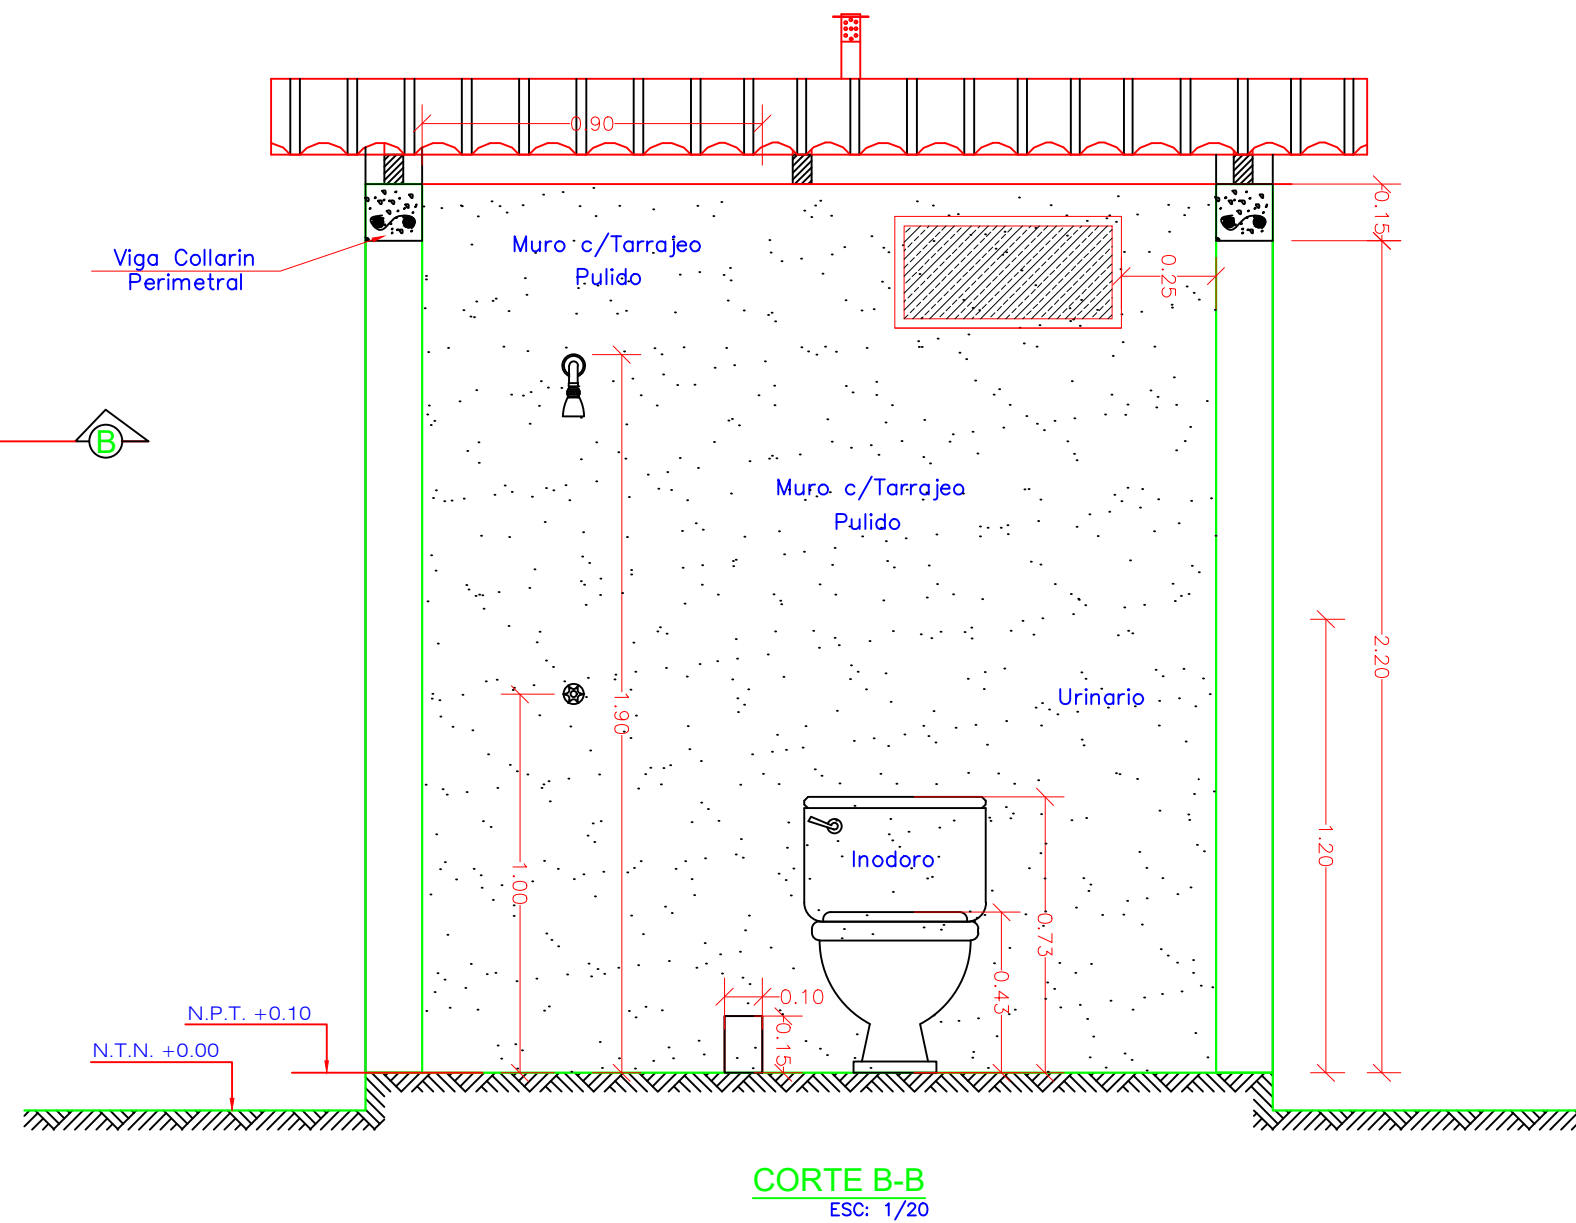 0.90
0.15
Muro c/Tarrajeo
Pulido
Viga Collarin
Perimetral
0.25
B
Muro c/Tarrajeo
Pulido
2.20
1.90
Urinario
1.20
Inodoro
1.00
0.73
0.43
0.10
0.15
N.P.T. +0.10
N.T.N. +0.00
CORTE B-B
ESC: 1/20